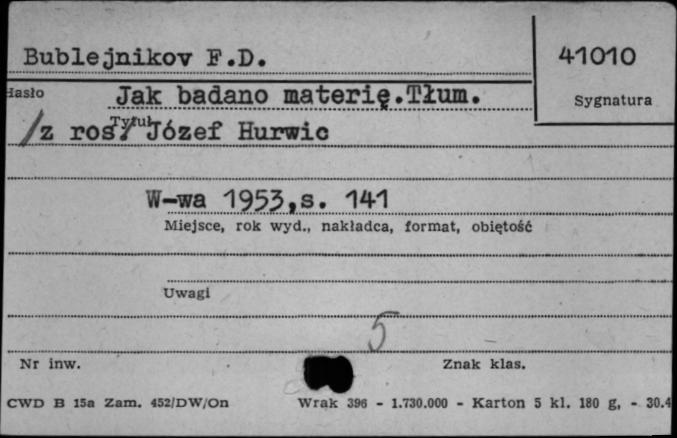 Bublejnikov F.D.
41010
Hasło
Jak badano materię.Tłum.
Sygnatura
Tytuł
/z ros/ Józef Hurwic
W-wa 1953,s. 141
Miejsce, rok wyd., nakładca, format, obiętość
Uwagi
5
Nr inw.
Znak klas.
CWD B 15a Zam. 452/DW/On
Wrak 396 - 1.730.000 - Karton 5 kl. 180 g, - 30.4